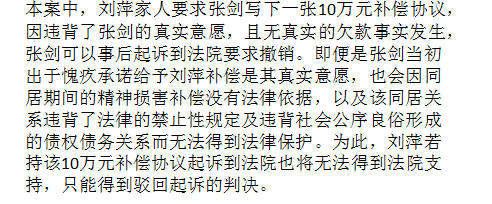 本案中，刘萍家人要求张剑写下一张10万元补偿协议，
因违背了张剑的真实意愿，且无真实的欠款事实发生，
张剑可以事后起诉到法院要求撤销。即便是张剑当初
出于愧疚承诺给予刘萍补偿是其真实意愿，也会因同
居期间的精神损害补偿没有法律依据，以及该同居关
系违背了法律的禁止性规定及违背社会公序良俗形成
的债权债务关系而无法得到法律保护。为此，刘萍若
持该10万元补偿协议起诉到法院也将无法得到法院支
持，只能得到驳回起诉的判决。